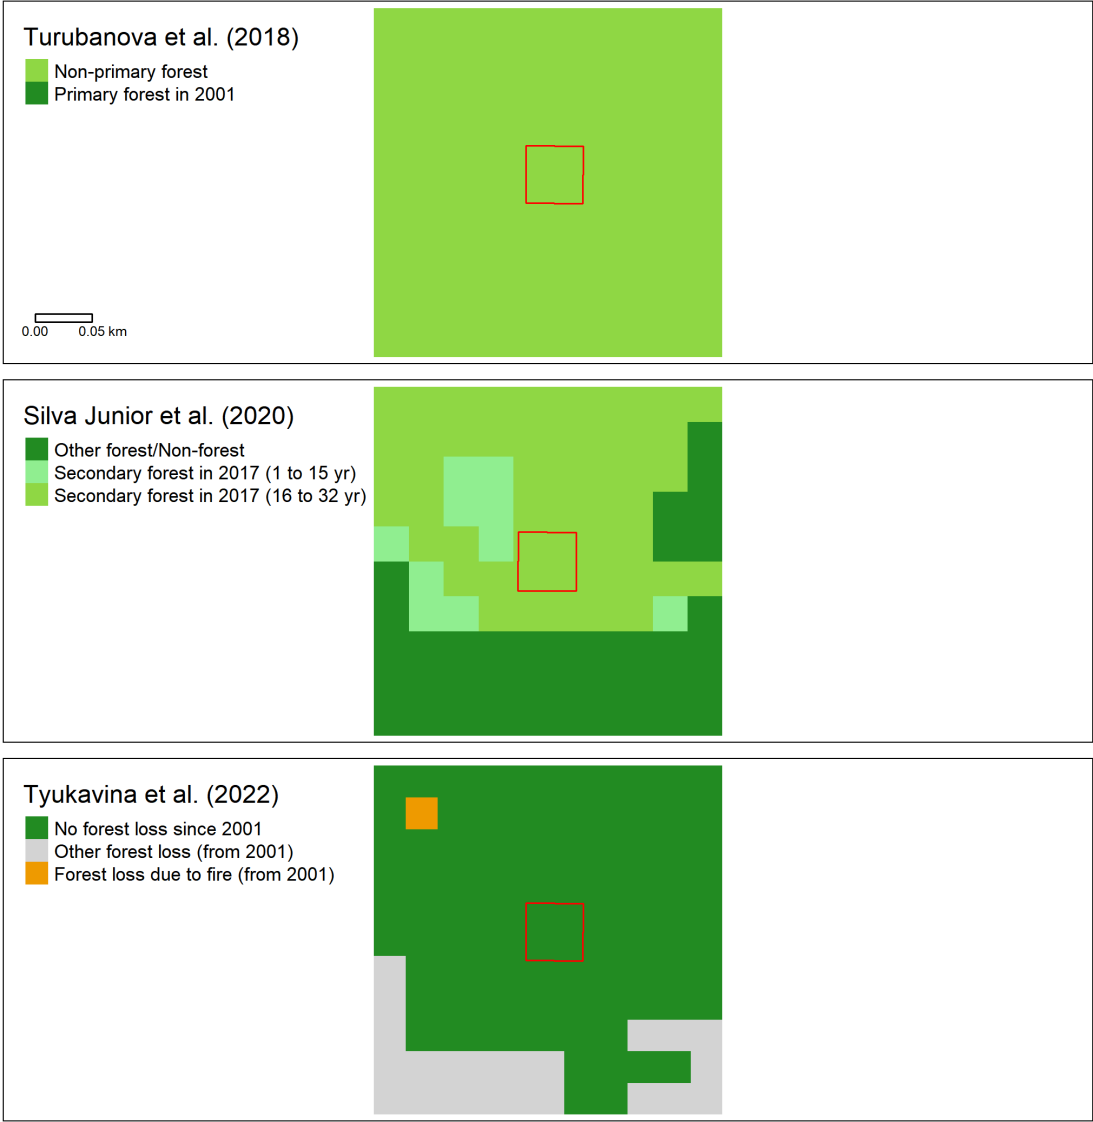 Turubanova et al. (2018)
Non-primary forest
Primary forest in 2001
0.00 0.05 km
Silva Junior et al. (2020)
Other forest/Non-forest
Secondary forest in 2017 (1 to 15 yr)
Secondary forest in 2017 (16 to 32 yr)
Tyukavina et al. (2022)
No forest loss since 2001
Other forest loss (from 2001)
Forest loss due to fire (from 2001)